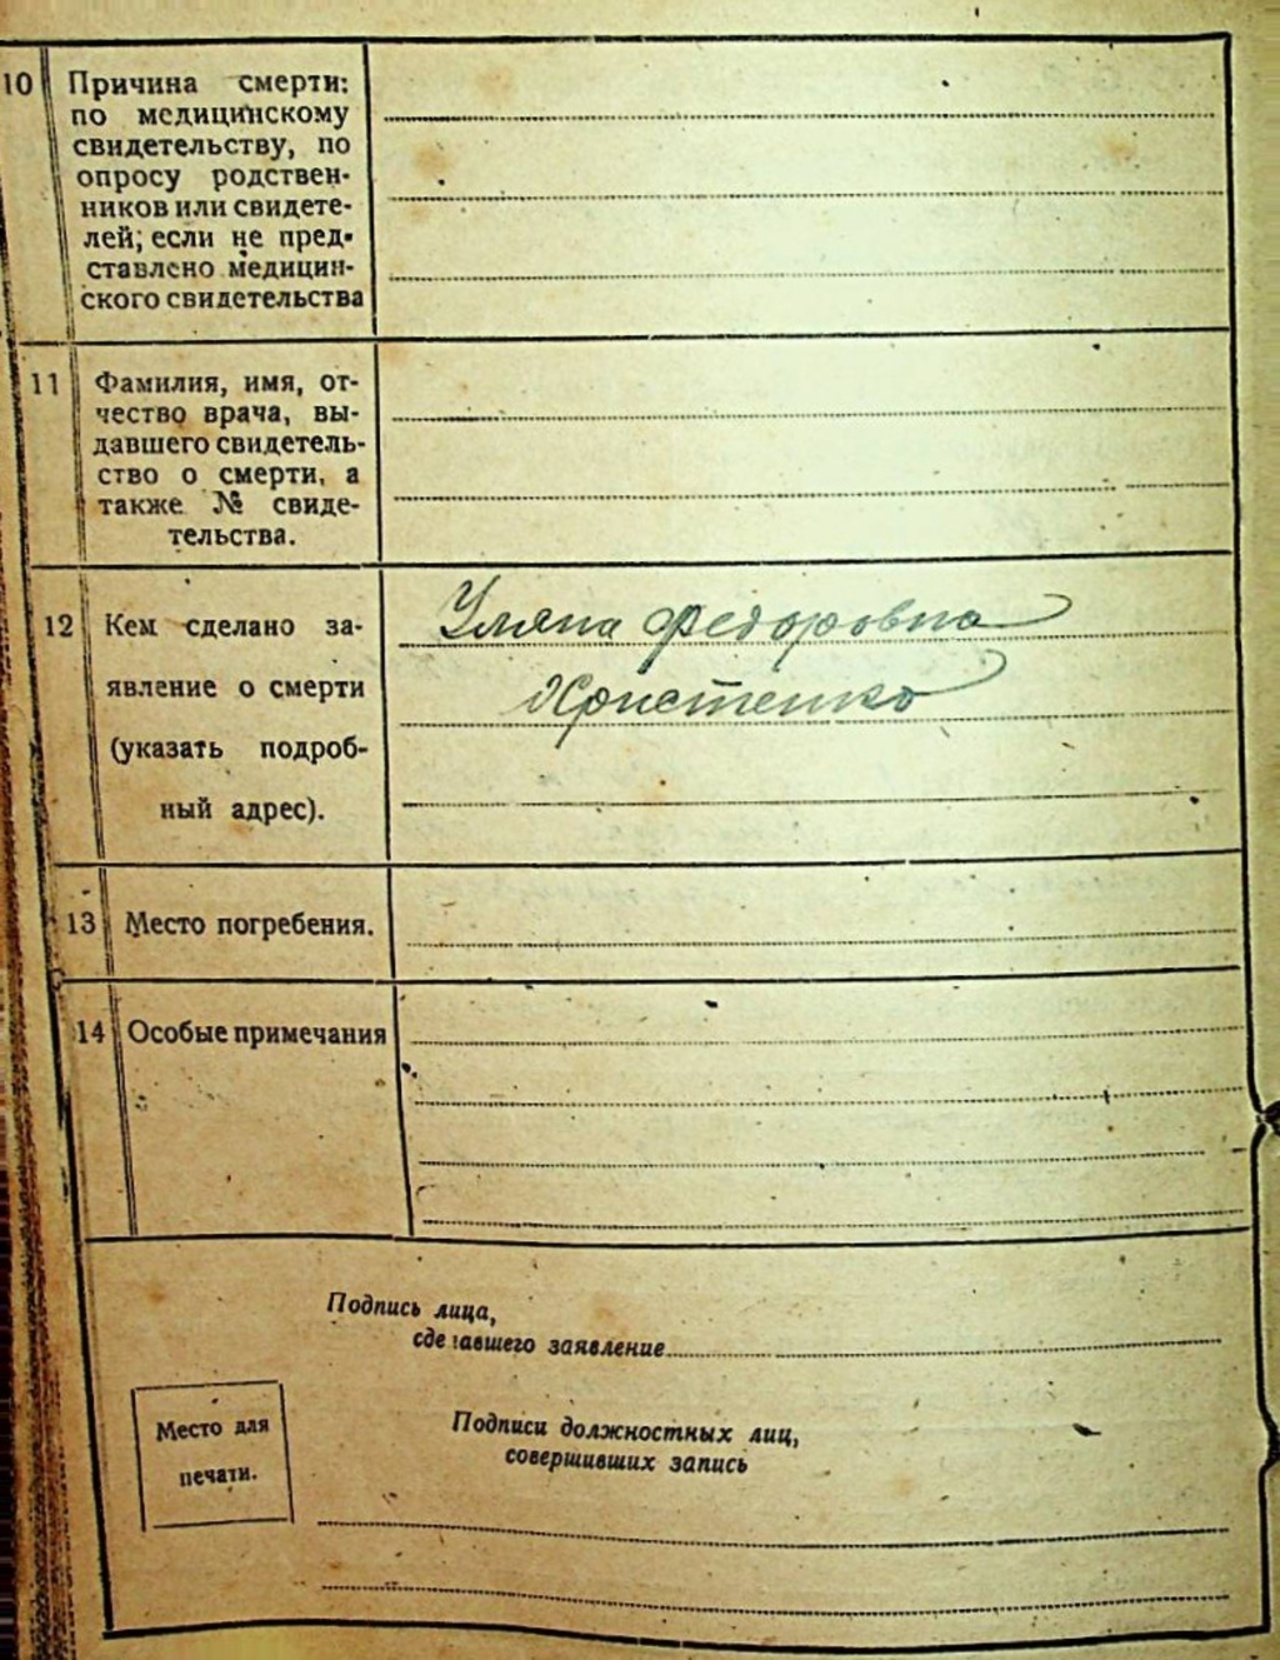 10 Причина смерти:
по медицинскому
свидетельству, по
опросу родствен-
ников или свидете-
лей; если не пред-
ставлено медицин-
ского свидетельства
11 Фамилия, имя, от-
чество врача, вы-
давшего свидетель-
ство о смерти, а
также № свиде-
тельства.
12 Кем сделано за-
явление о смерти
(указать подроб-
ный адрес).
Уляна Федоровна
Христенко
13 Место погребения.
14 Особые примечания
Подпись лица,
сделавшего заявление
Место для
печати.
Подписи должностных лиц,
совершивших запись